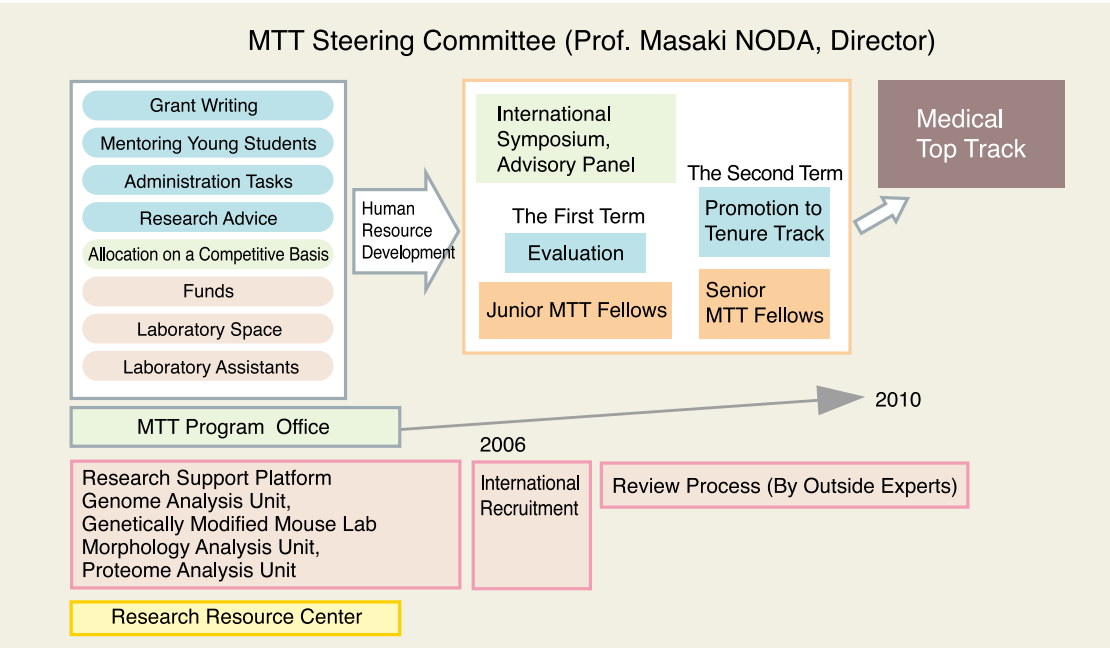 MTT Steering Committee (Prof. Masaki NODA, Director)
Grant Writing
Mentoring Young Students
Administration Tasks
Research Advice
Allocation on a Competitive Basis
Funds
Laboratory Space
Laboratory Assistants
Human
Resource
Development
International
Symposium,
Advisory Panel
The First Term
Evaluation
Junior MTT Fellows
The Second Term
Promotion to
Tenure Track
Senior
MTT Fellows
Medical
Top Track
MTT Program Office
2010
2006
Research Support Platform
Genome Analysis Unit,
Genetically Modified Mouse Lab
Morphology Analysis Unit,
Proteome Analysis Unit
International
Recruitment
Review Process (By Outside Experts)
Research Resource Center